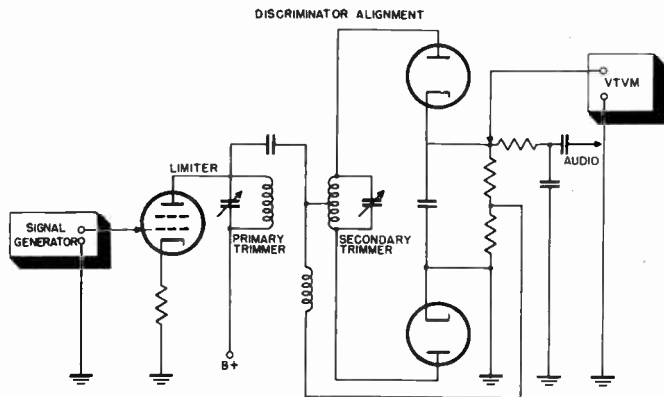 DISCRIMINATOR ALIGNMENT
VTVM
AUDIO
LIMITER
SIGNAL
GENERATOR
PRIMARY
TRIMMER
SECONDARY
TRIMMER
B+